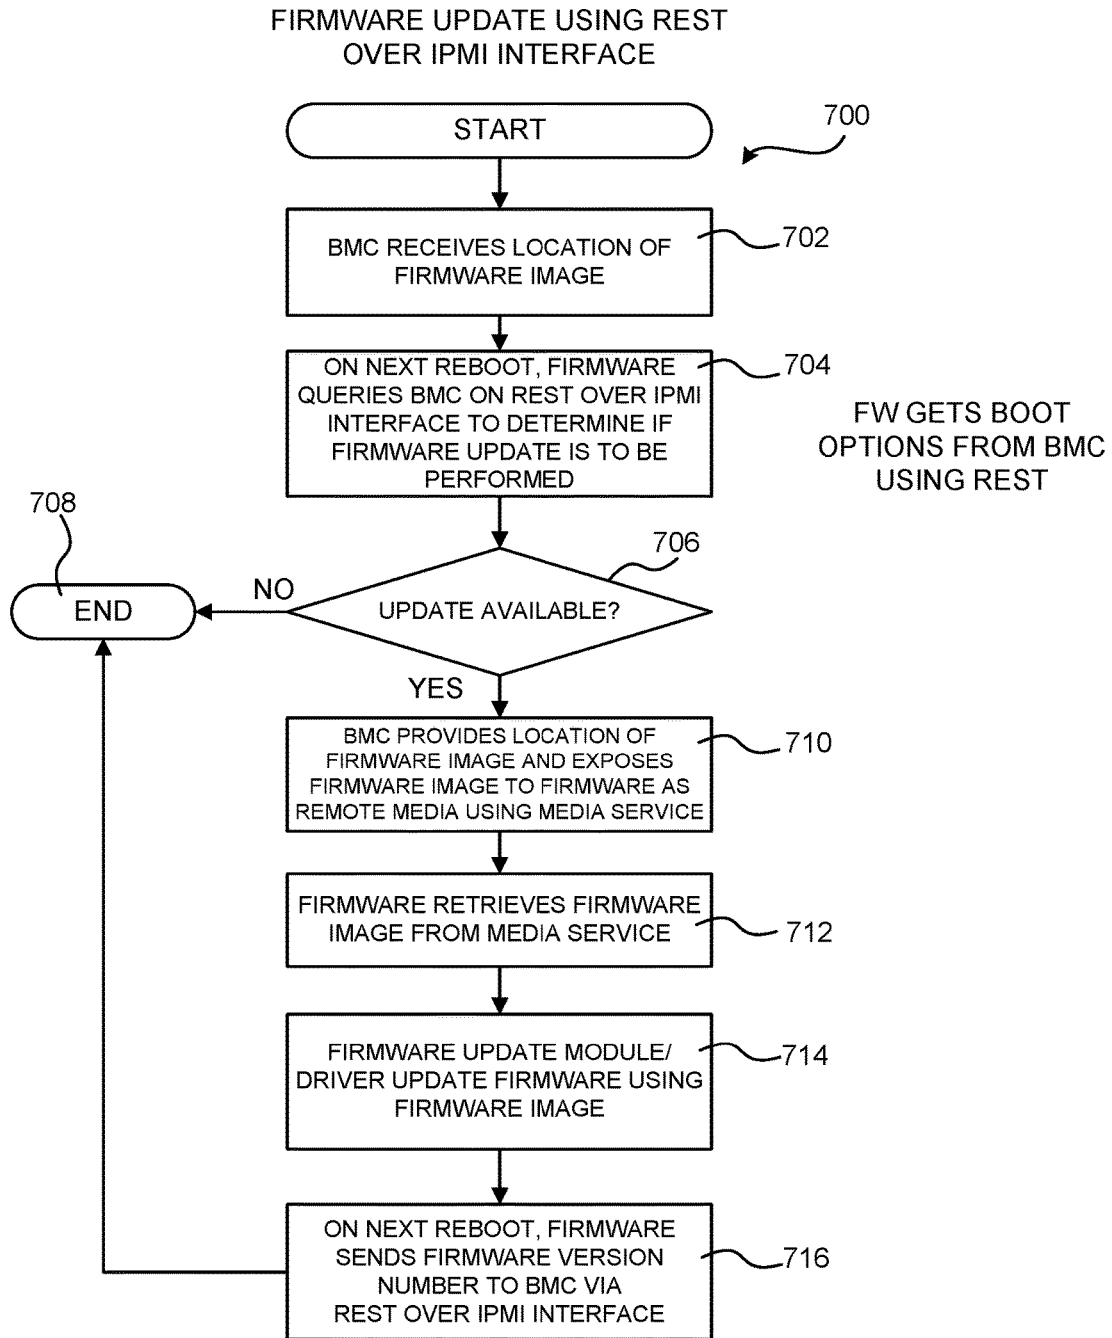 FIRMWARE UPDATE USING REST
OVER IPMI INTERFACE
START
700
BMC RECEIVES LOCATION OF
FIRMWARE IMAGE
702
ON NEXT REBOOT, FIRMWARE
QUERIES BMC ON REST OVER IPMI
INTERFACE TO DETERMINE IF
FIRMWARE UPDATE IS TO BE
PERFORMED
704
FW GETS BOOT
OPTIONS FROM BMC
USING REST
708
END
NO
706
UPDATE AVAILABLE?
YES
BMC PROVIDES LOCATION OF
FIRMWARE IMAGE AND EXPOSES
FIRMWARE IMAGE TO FIRMWARE AS
REMOTE MEDIA USING MEDIA SERVICE
710
FIRMWARE RETRIEVES FIRMWARE
IMAGE FROM MEDIA SERVICE
712
FIRMWARE UPDATE MODULE/
DRIVER UPDATE FIRMWARE USING
FIRMWARE IMAGE
714
ON NEXT REBOOT, FIRMWARE
SENDS FIRMWARE VERSION
NUMBER TO BMC VIA
REST OVER IPMI INTERFACE
716